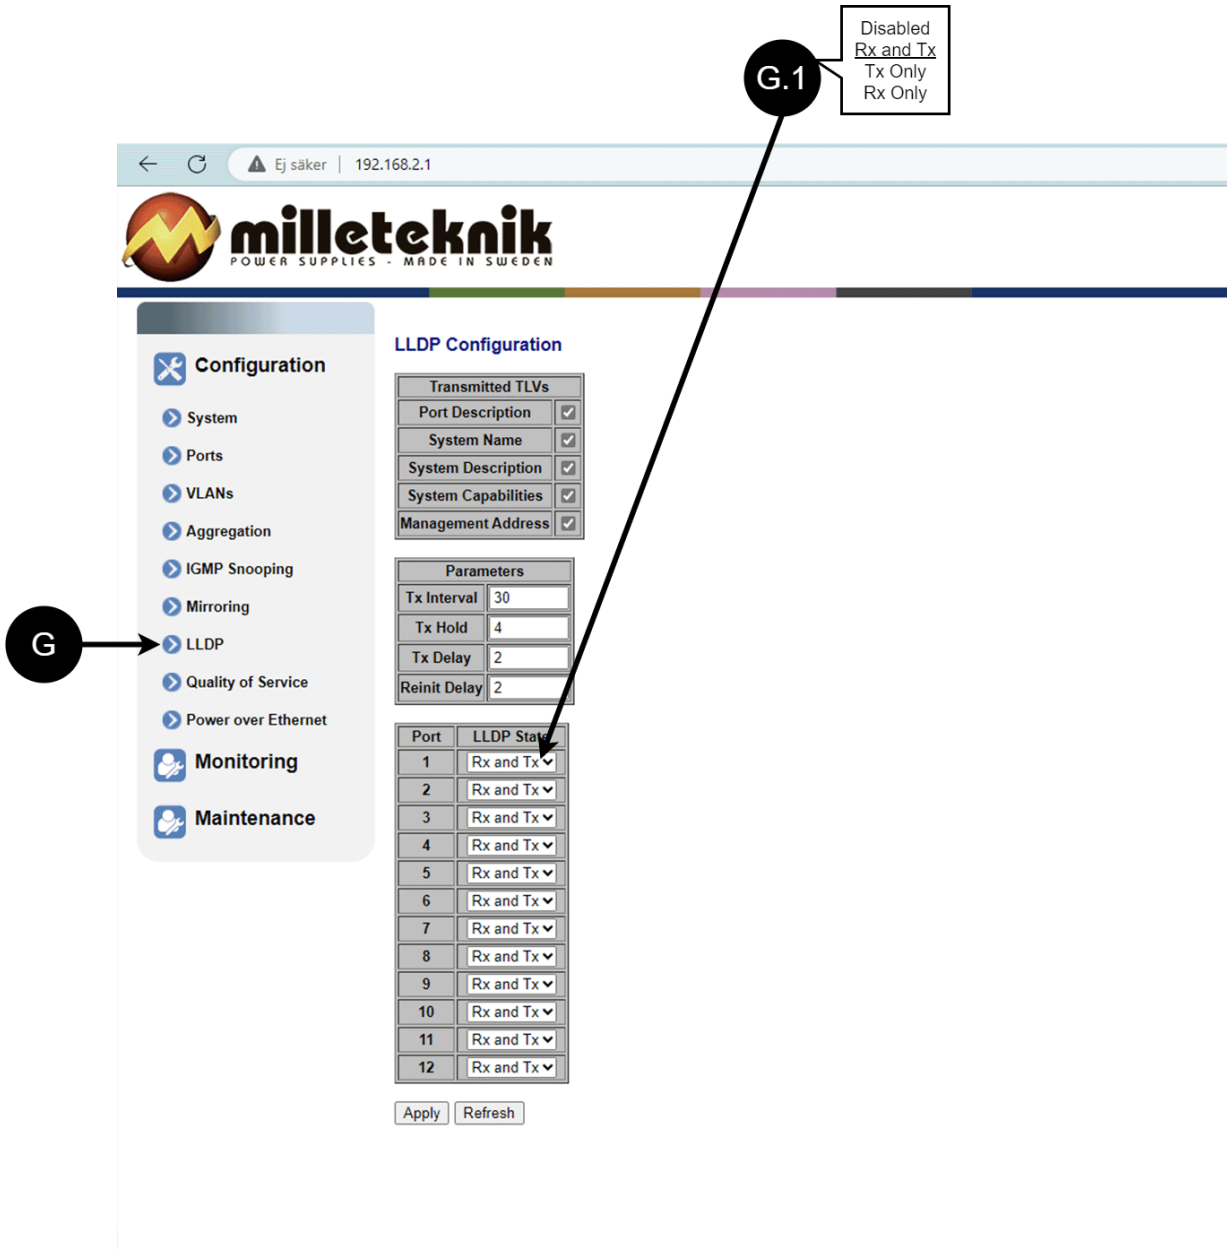 Disabled
Rx and Tx
Tx Only
Rx Only
G.1
Ej säker | 192.168.2.1
milleteknik
POWER SUPPLIES - MADE IN SWEDEN
Configuration
System
Ports
VLANs
Aggregation
IGMP Snooping
Mirroring
G
LLDP
Quality of Service
Power over Ethernet
Monitoring
Maintenance
LLDP Configuration
Transmitted TLVs
Port Description
System Name
System Description
System Capabilities
Management Address
Parameters
Tx Interval 30
Tx Hold 4
Tx Delay 2
Reinit Delay 2
Port LLDP State
1 Rx and Tx
2 Rx and Tx
3 Rx and Tx
4 Rx and Tx
5 Rx and Tx
6 Rx and Tx
7 Rx and Tx
8 Rx and Tx
9 Rx and Tx
10 Rx and Tx
11 Rx and Tx
12 Rx and Tx
Apply Refresh